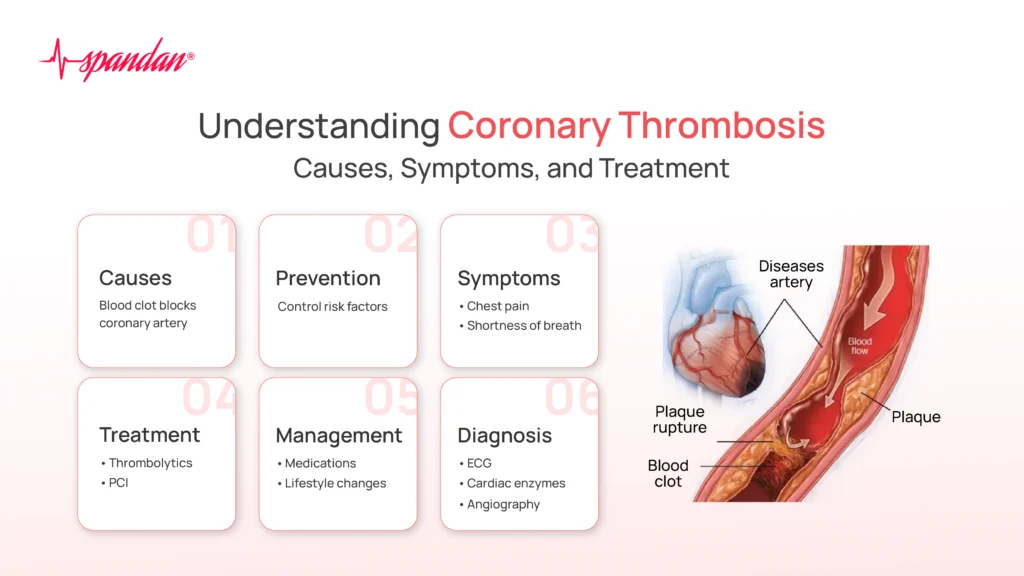 spandan®
Understanding Coronary Thrombosis
Causes, Symptoms, and Treatment
01
Causes
Blood clot blocks
coronary artery
02
Prevention
Control risk factors
03
Symptoms
• Chest pain
• Shortness of breath
04
Treatment
• Thrombolytics
• PCI
05
Management
• Medications
• Lifestyle changes
06
Diagnosis
• ECG
• Cardiac enzymes
• Angiography
Diseases
artery
Blood
flow
Plaque
rupture
Plaque
Blood
clot